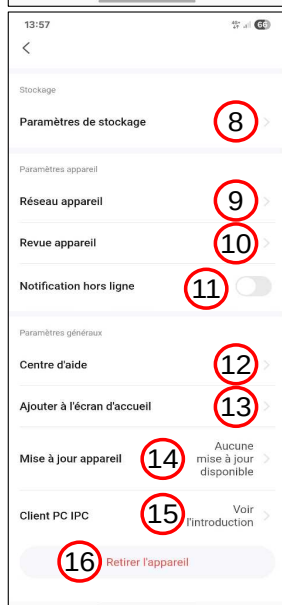 13:57 66
Stockage
Paramètres de stockage 8
Paramètres appareil
Réseau appareil 9
Revue appareil 10
Notification hors ligne 11
Paramètres généraux
Centre d'aide 12
Ajouter à l'écran d'accueil 13
Mise à jour appareil 14 Aucune
mise à jour
disponible
Client PC IPC 15 Voir
l'introduction
16 Retirer l'appareil